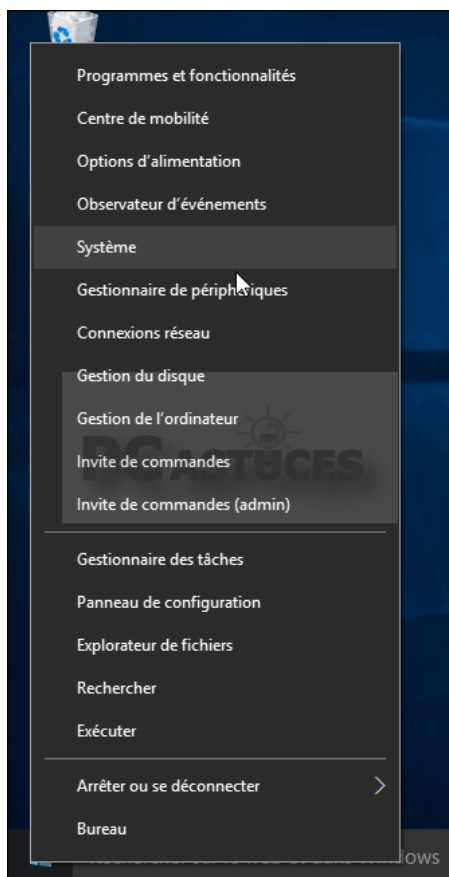 Programmes et fonctionnalités
Centre de mobilité
Options d'alimentation
Observateur d'événements
Système
Gestionnaire de périphériques
Connexions réseau
Gestion du disque
Gestion de l'ordinateur
PC ASTUCES
Invite de commandes
Invite de commandes (admin)
Gestionnaire des tâches
Panneau de configuration
Explorateur de fichiers
Rechercher
Exécuter
Arrêter ou se déconnecter
Bureau